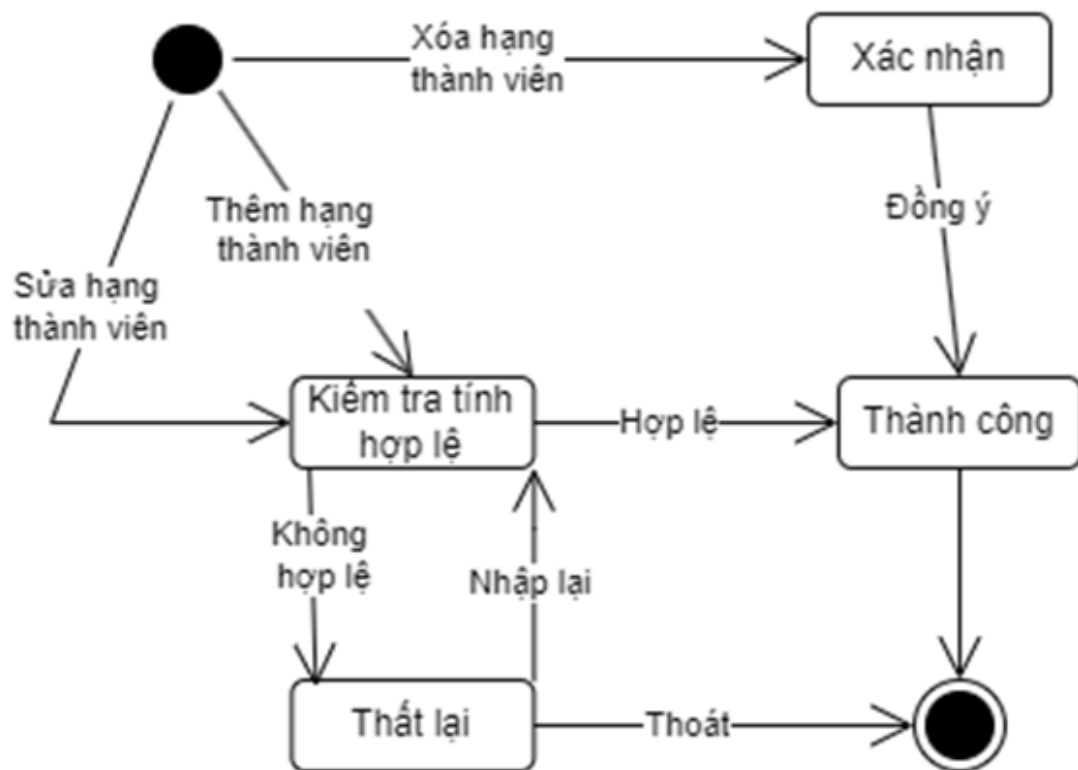 Xóa hạng
thành viên
Xác nhận
Thêm hạng
thành viên
Đồng ý
Sửa hạng
thành viên
Kiểm tra tính
hợp lệ
Hợp lệ
Thành công
Không
hợp lệ
Nhập lại
Thất lại
Thoát